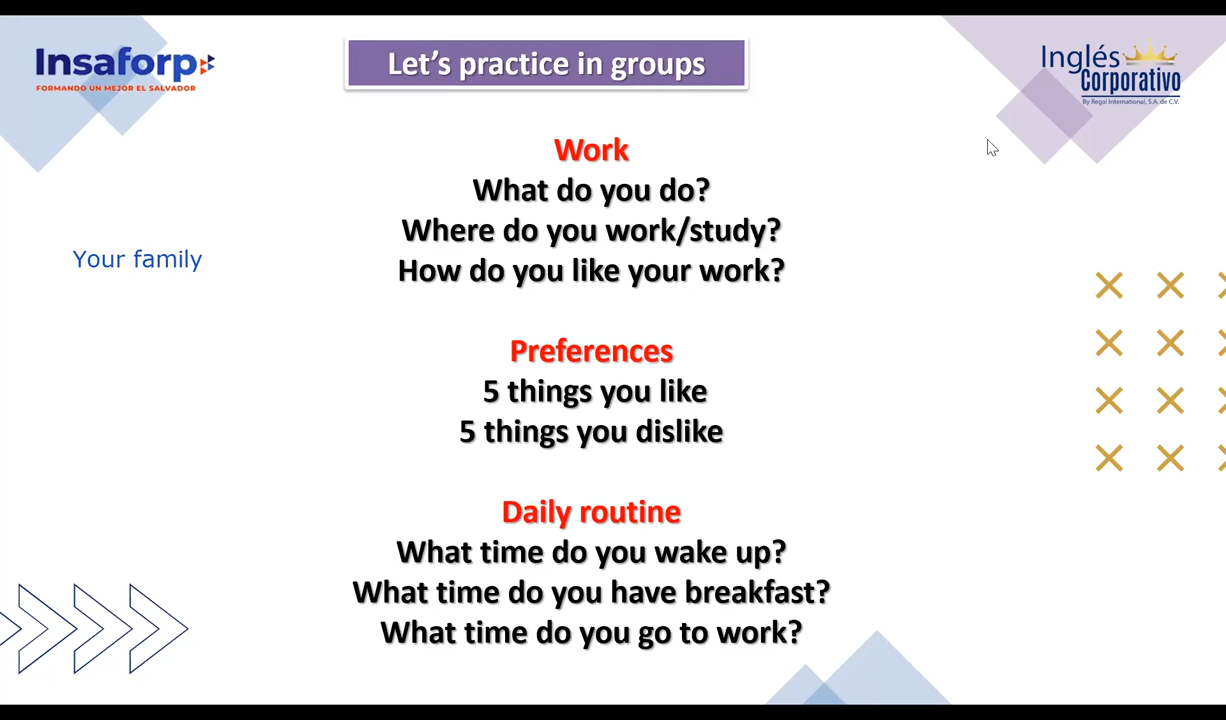 Insaforp
FORMANDO UN MEJOR EL SALVADOR
Let's practice in groups
Inglés
Corporativo
By Regal International, S.A. de C.V.
Work
What do you do?
Where do you work/study?
How do you like your work?
Your family
Preferences
5 things you like
5 things you dislike
Daily routine
What time do you wake up?
What time do you have breakfast?
What time do you go to work?